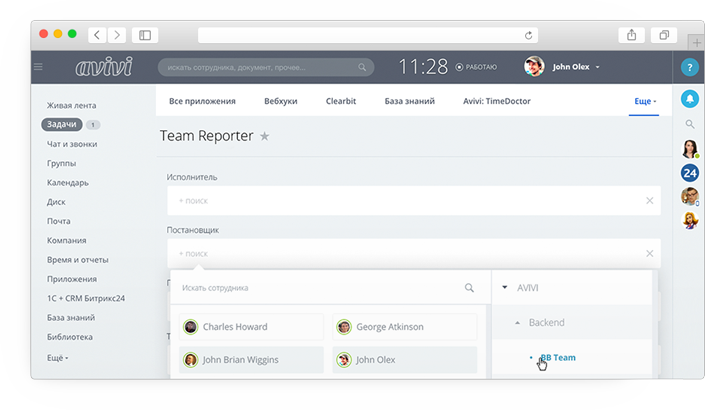 avivi
искать сотрудника, документ, прочее...
11:28
РАБОТАЮ
John Olex
?
Живая лента
Задачи 1
Чат и звонки
Группы
Календарь
Диск
Почта
Компания
Время и отчеты
Приложения
1С + CRM Битрикс24
База знаний
Библиотека
Ещё
Все приложения
Вебхуки
Clearbit
База знаний
Avivi: TimeDoctor
Еще
Team Reporter
Исполнитель
+ поиск
Постановщик
+ поиск
Искать сотрудника
Charles Howard
George Atkinson
John Brian Wiggins
John Olex
AVIVI
Backend
BB Team
24